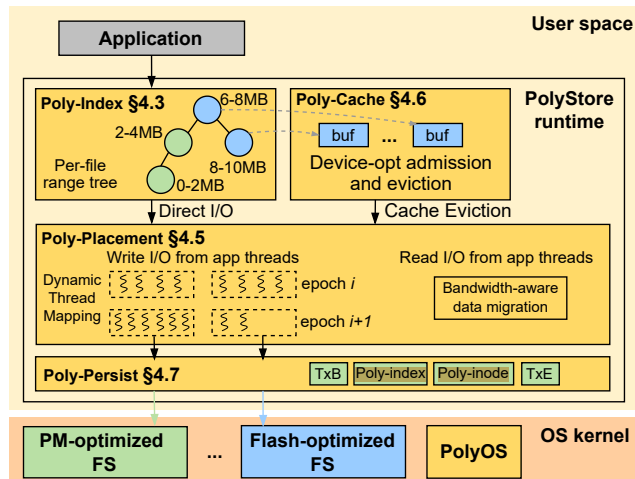 User space
Application
PolyStore
runtime
Poly-Index §4.3
6-8MB
2-4MB
8-10MB
0-2MB
Per-file
range tree
Poly-Cache §4.6
buf ... buf
Device-opt admission
and eviction
Direct I/O
Cache Eviction
Poly-Placement §4.5
Write I/O from app threads
Read I/O from app threads
Dynamic
Thread
Mapping
epoch i
epoch i+1
Bandwidth-aware
data migration
Poly-Persist §4.7
TxB Poly-index Poly-inode TxE
OS kernel
PM-optimized
FS
...
Flash-optimized
FS
PolyOS